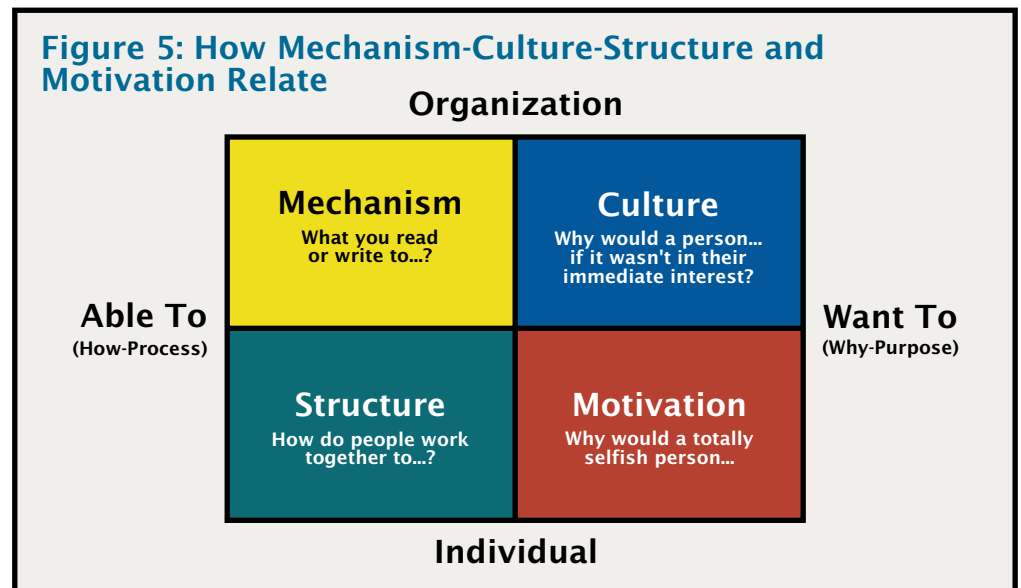 Figure 5: How Mechanism-Culture-Structure and
Motivation Relate
Organization
Mechanism
What you read
or write to...?
Culture
Why would a person...
if it wasn't in their
immediate interest?
Able To
(How-Process)
Want To
(Why-Purpose)
Structure
How do people work
together to...?
Motivation
Why would a totally
selfish person...
Individual